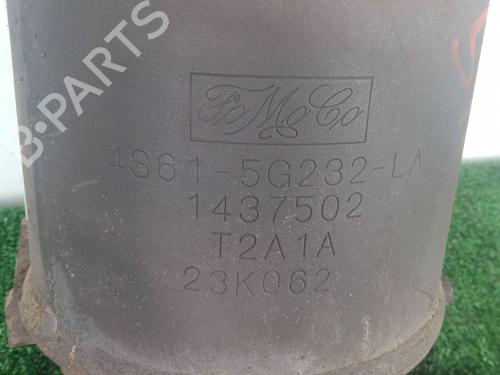 B-PARTS
FoMoCo
4S61-5G232-LA
1437502
T2A1A
23K062